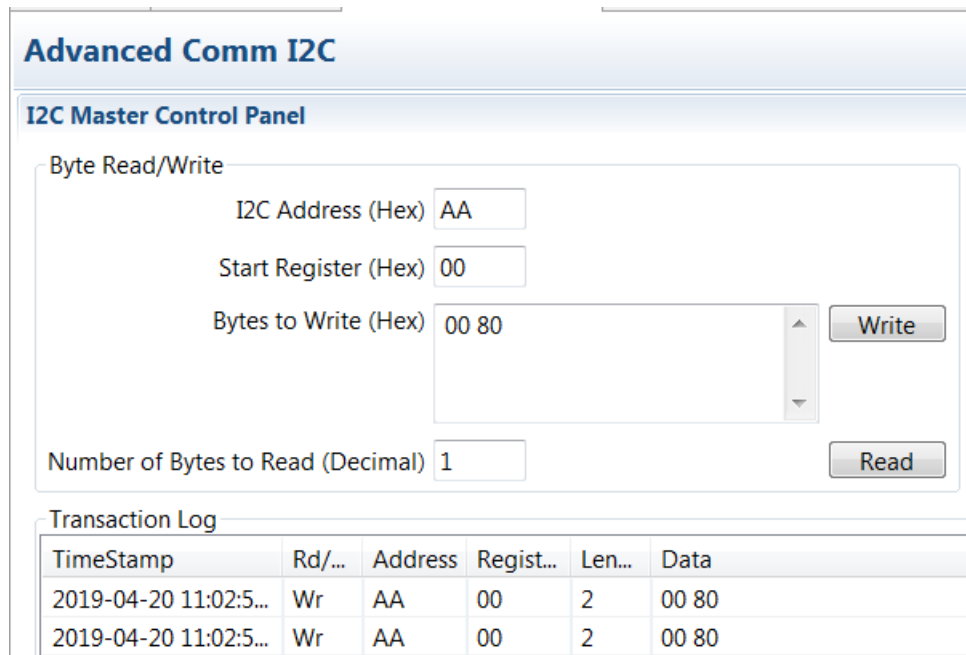 Advanced Comm I2C
I2C Master Control Panel
Byte Read/Write
I2C Address (Hex) AA
Start Register (Hex) 00
Bytes to Write (Hex) 00 80 Write
Number of Bytes to Read (Decimal) 1 Read
Transaction Log
TimeStamp Rd/... Address Regist... Len... Data
2019-04-20 11:02:5... Wr AA 00 2 00 80
2019-04-20 11:02:5... Wr AA 00 2 00 80